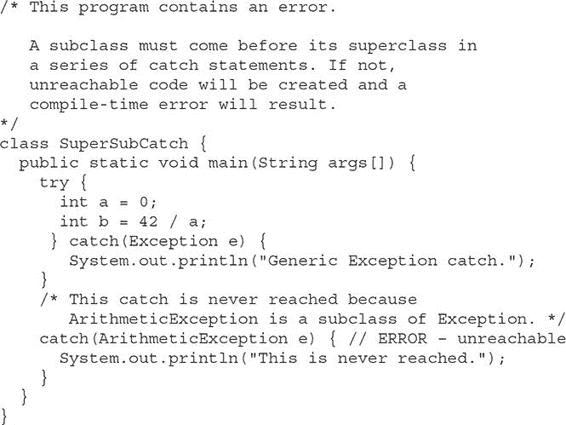 /* This program contains an error.

   A subclass must come before its superclass in
   a series of catch statements. If not,
   unreachable code will be created and a
   compile-time error will result.
*/
class SuperSubCatch {
  public static void main(String args[]) {
    try {
      int a = 0;
      int b = 42 / a;
     } catch(Exception e) {
       System.out.println("Generic Exception catch.");
    }
    /* This catch is never reached because
       ArithmeticException is a subclass of Exception. */
    catch(ArithmeticException e) { // ERROR – unreachable
      System.out.println("This is never reached.");
    }
  }
}